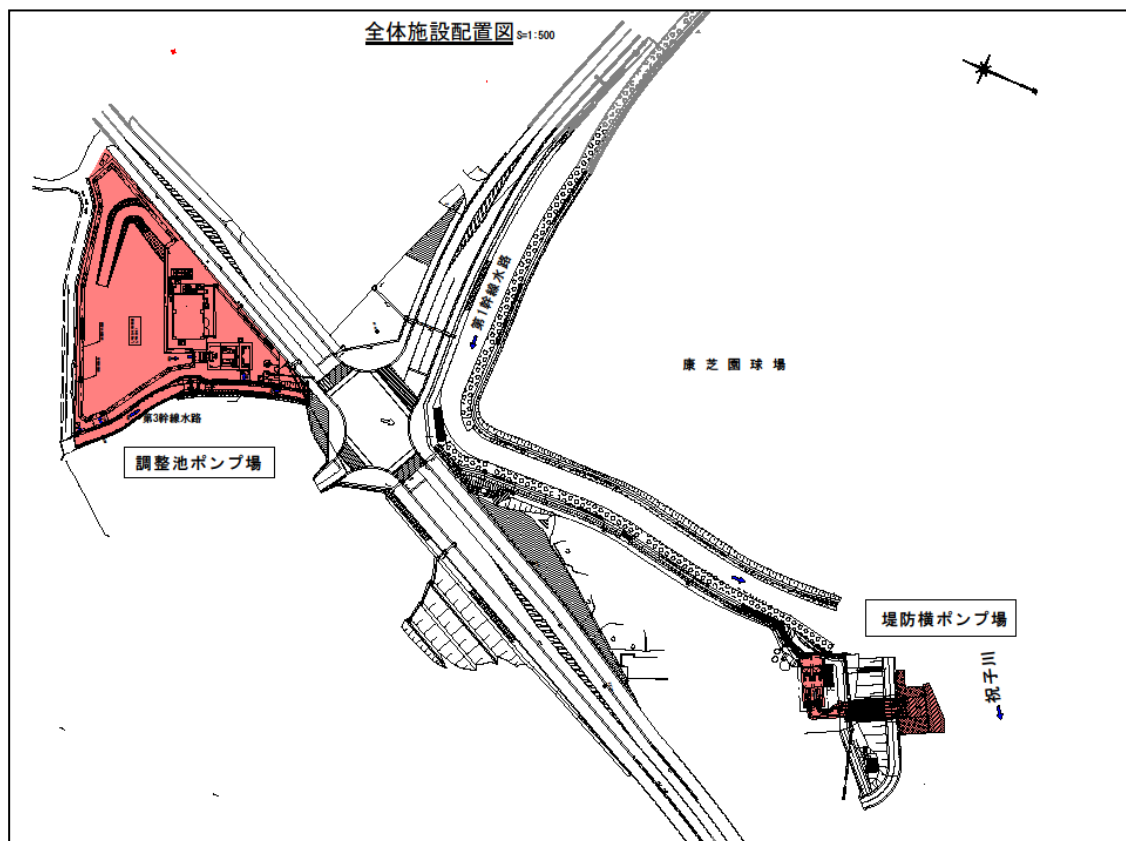 全体施設配置図 S=1:500
第1幹線水路
康芝園球場
第3幹線水路
調整池ポンプ場
堤防横ポンプ場
祝子川